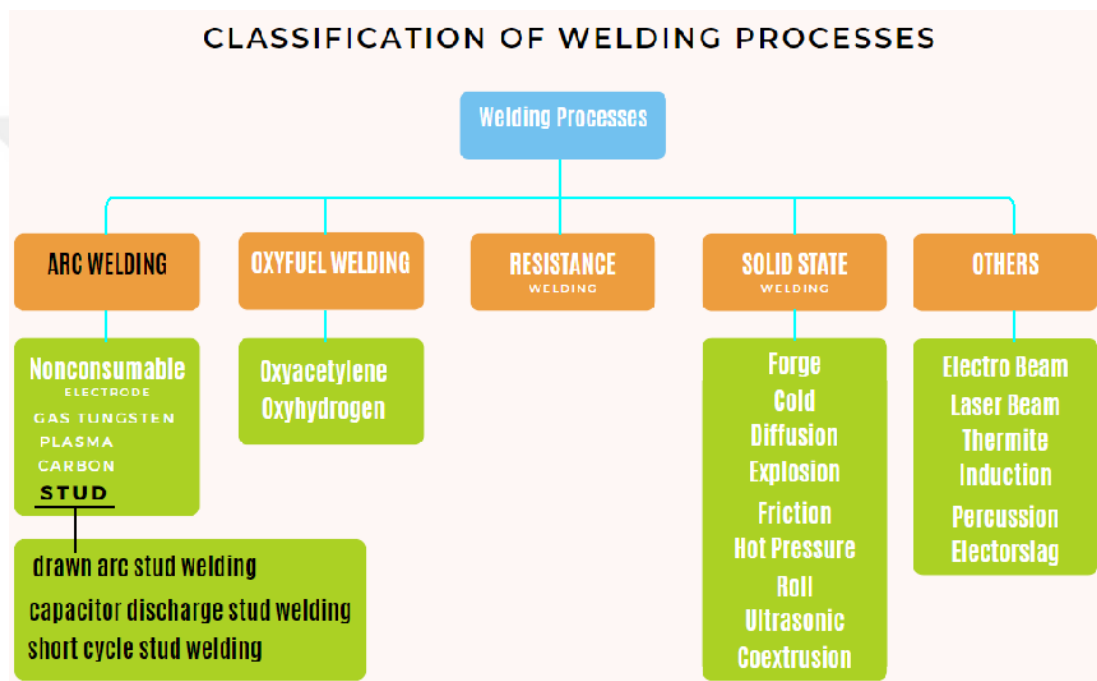 CLASSIFICATION OF WELDING PROCESSES
Welding Processes
ARC WELDING
OXYFUEL WELDING
RESISTANCE
WELDING
SOLID STATE
WELDING
OTHERS
Nonconsumable
ELECTRODE
GAS TUNGSTEN
PLASMA
CARBON
STUD
drawn arc stud welding
capacitor discharge stud welding
short cycle stud welding
Oxyacetylene
Oxyhydrogen
Forge
Cold
Diffusion
Explosion
Friction
Hot Pressure
Roll
Ultrasonic
Coextrusion
Electro Beam
Laser Beam
Thermite
Induction
Percussion
Electorslag